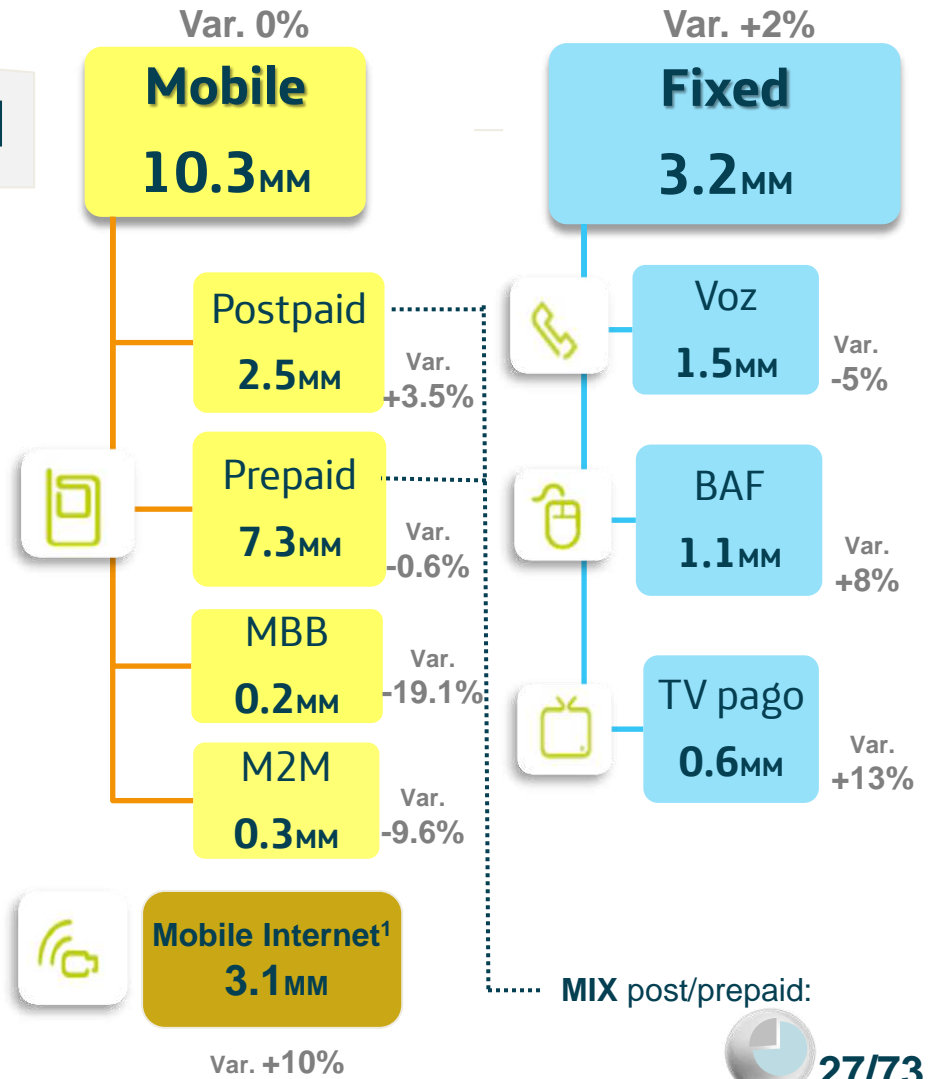 Var. 0%
Mobile
10.3MM
Postpaid
2.5MM
Var.
+3.5%
Prepaid
7.3MM
Var.
-0.6%
MBB
0.2MM
Var.
-19.1%
M2M
0.3MM
Var.
-9.6%
Mobile Internet¹
3.1MM
Var. +10%
Var. +2%
Fixed
3.2MM
Voz
1.5MM
Var.
-5%
BAF
1.1MM
Var.
+8%
TV pago
0.6MM
Var.
+13%
MIX post/prepaid:
27/73